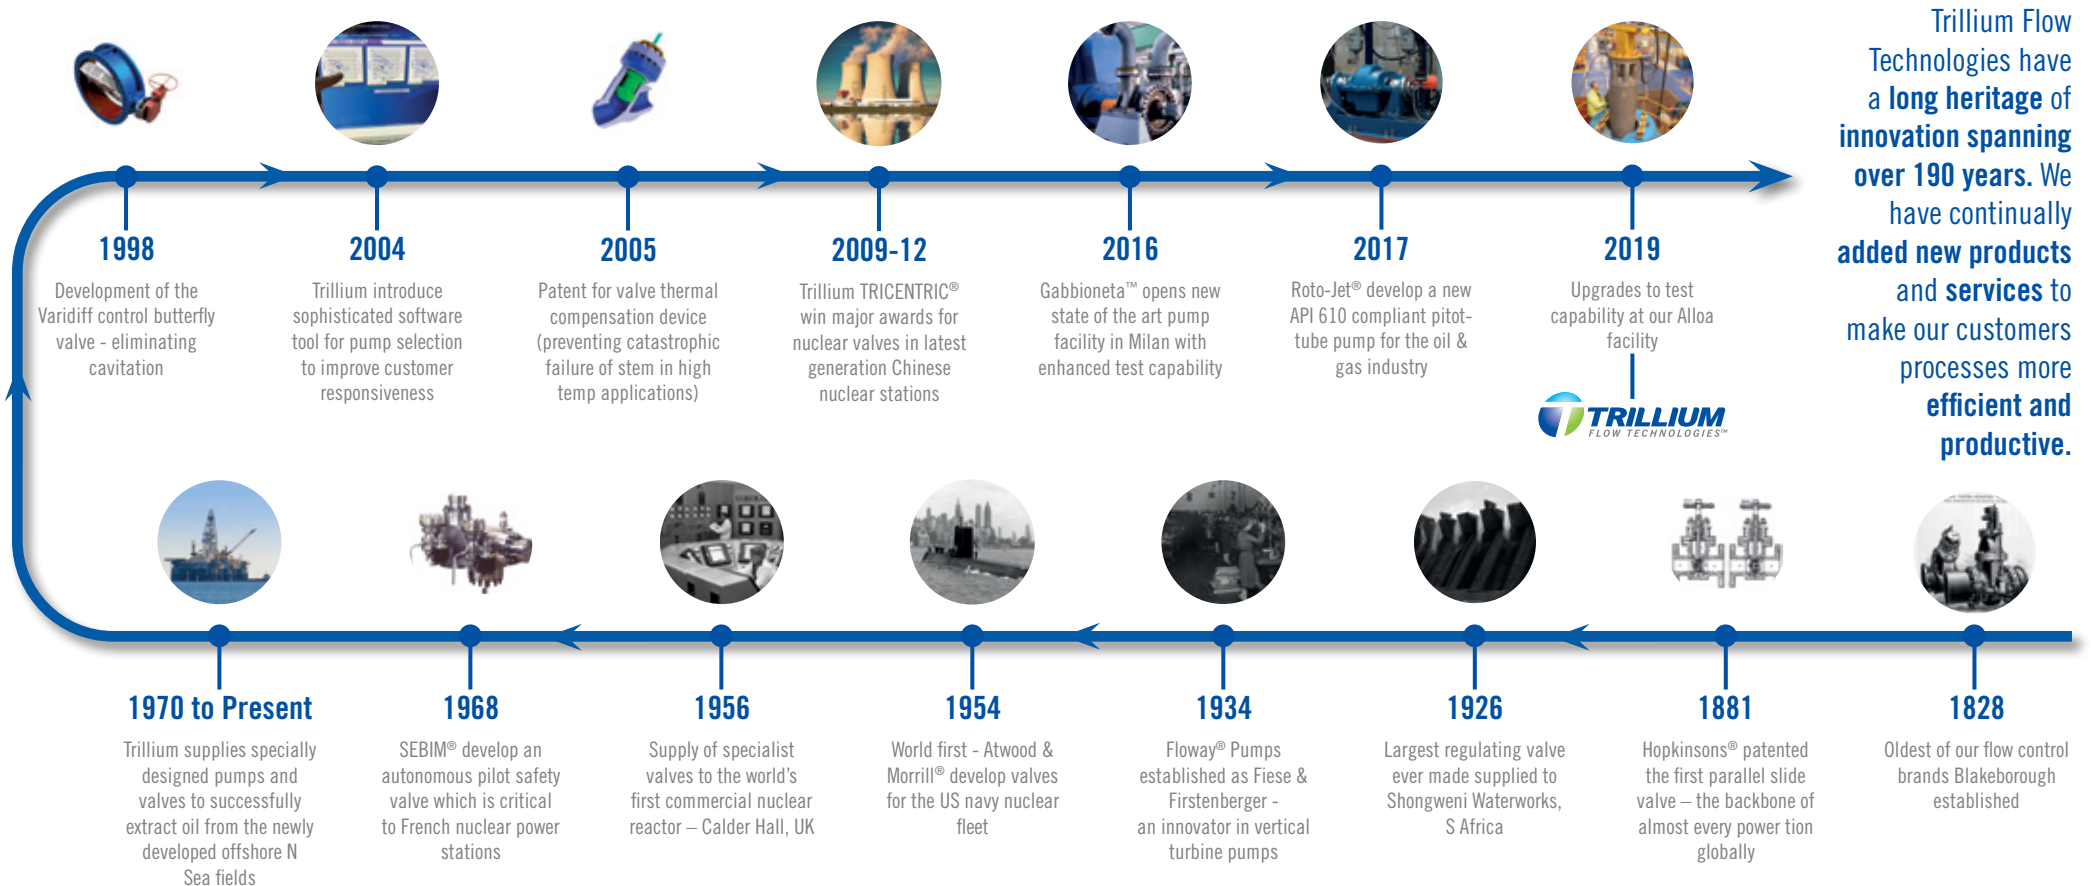 Trillium Flow
Technologies have
a long heritage of
innovation spanning
over 190 years. We
have continually
added new products
and services to
make our customers
processes more
efficient and
productive.
1998
Development of the
Varidiff control butterfly
valve - eliminating
cavitation
2004
Trillium introduce
sophisticated software
tool for pump selection
to improve customer
responsiveness
2005
Patent for valve thermal
compensation device
(preventing catastrophic
failure of stem in high
temp applications)
2009-12
Trillium TRICENTRIC®
win major awards for
nuclear valves in latest
generation Chinese
nuclear stations
2016
Gabbioneta™ opens new
state of the art pump
facility in Milan with
enhanced test capability
2017
Roto-Jet® develop a new
API 610 compliant pitot-
tube pump for the oil &
gas industry
2019
Upgrades to test
capability at our Alloa
facility
TRILLIUM
FLOW TECHNOLOGIES™
1970 to Present
Trillium supplies specially
designed pumps and
valves to successfully
extract oil from the newly
developed offshore N
Sea fields
1968
SEBIM® develop an
autonomous pilot safety
valve which is critical
to French nuclear power
stations
1956
Supply of specialist
valves to the world's
first commercial nuclear
reactor – Calder Hall, UK
1954
World first - Atwood &
Morrill® develop valves
for the US navy nuclear
fleet
1934
Floway® Pumps
established as Fiese &
Firstenberger -
an innovator in vertical
turbine pumps
1926
Largest regulating valve
ever made supplied to
Shongweni Waterworks,
S Africa
1881
Hopkinsons® patented
the first parallel slide
valve – the backbone of
almost every power tion
globally
1828
Oldest of our flow control
brands Blakeborough
established